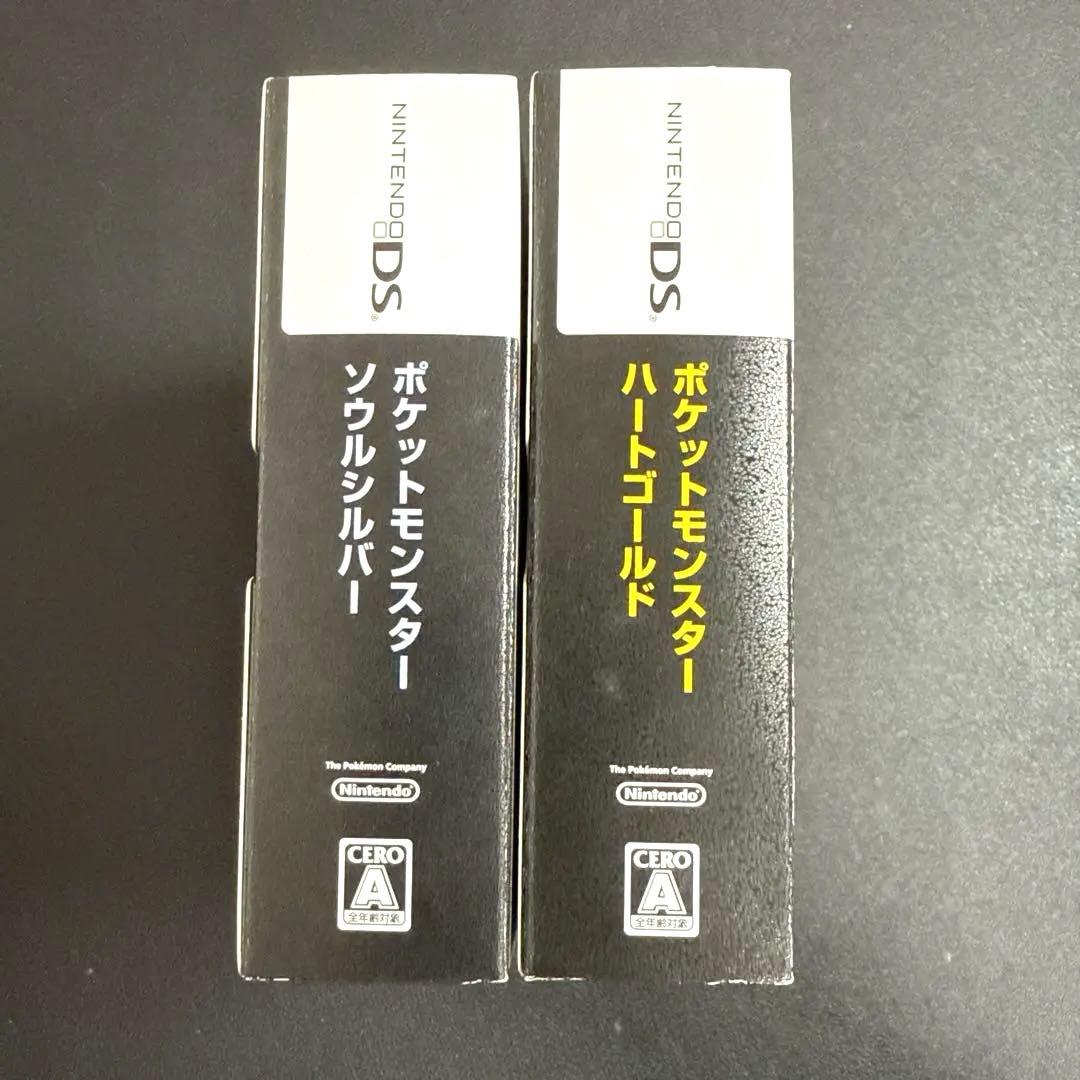 NINTENDO DS®
ポケットモンスター
ソウルシルバー
The Pokémon Company
Nintendo®
CERO
A
全年齢対象
NINTENDO DS®
ポケットモンスター
ハートゴールド
The Pokémon Company
Nintendo®
CERO
A
全年齢対象